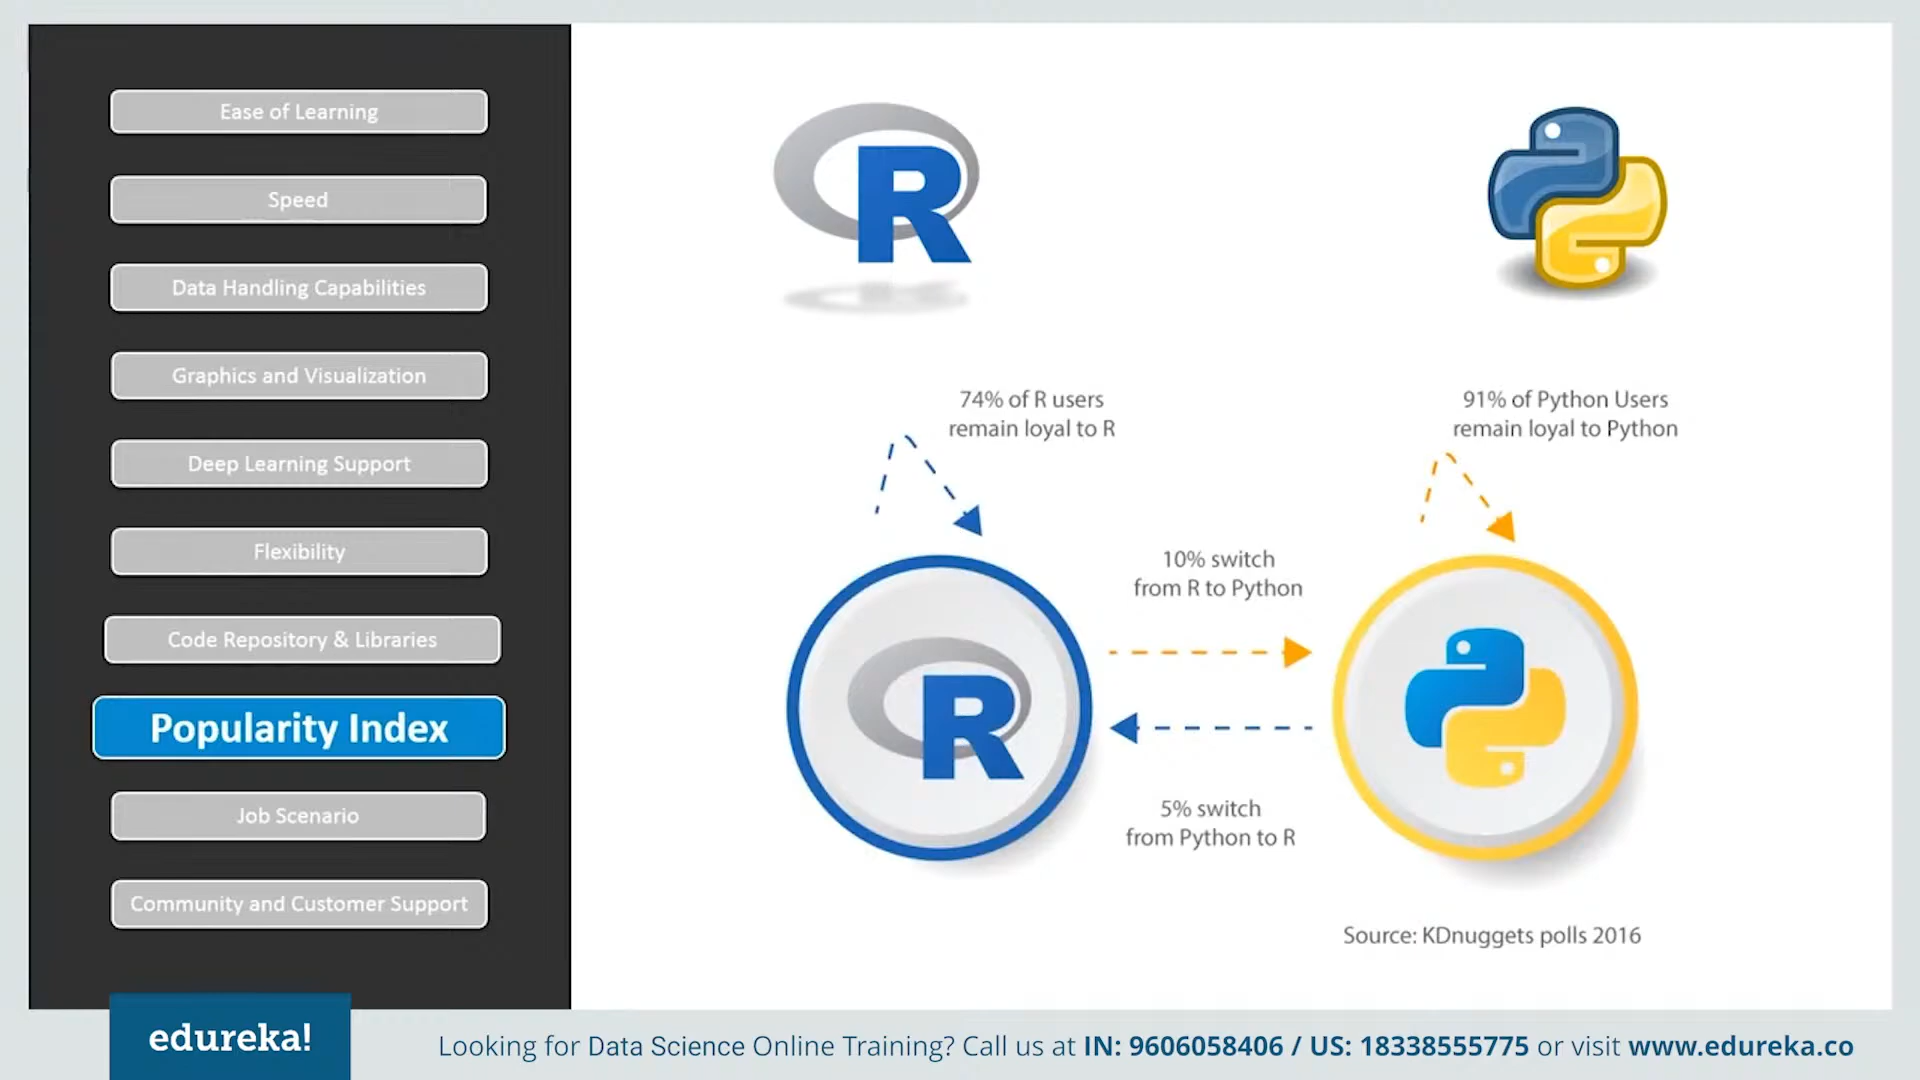 Ease of Learning
Speed
Data Handling Capabilities
Graphics and Visualization
Deep Learning Support
Flexibility
Code Repository & Libraries
Popularity Index
Job Scenario
Community and Customer Support
R
74% of R users
remain loyal to R
91% of Python Users
remain loyal to Python
10% switch
from R to Python
R
5% switch
from Python to R
Source: KDnuggets polls 2016
edureka!
Looking for Data Science Online Training? Call us at IN: 9606058406 / US: 18338555775 or visit www.edureka.co